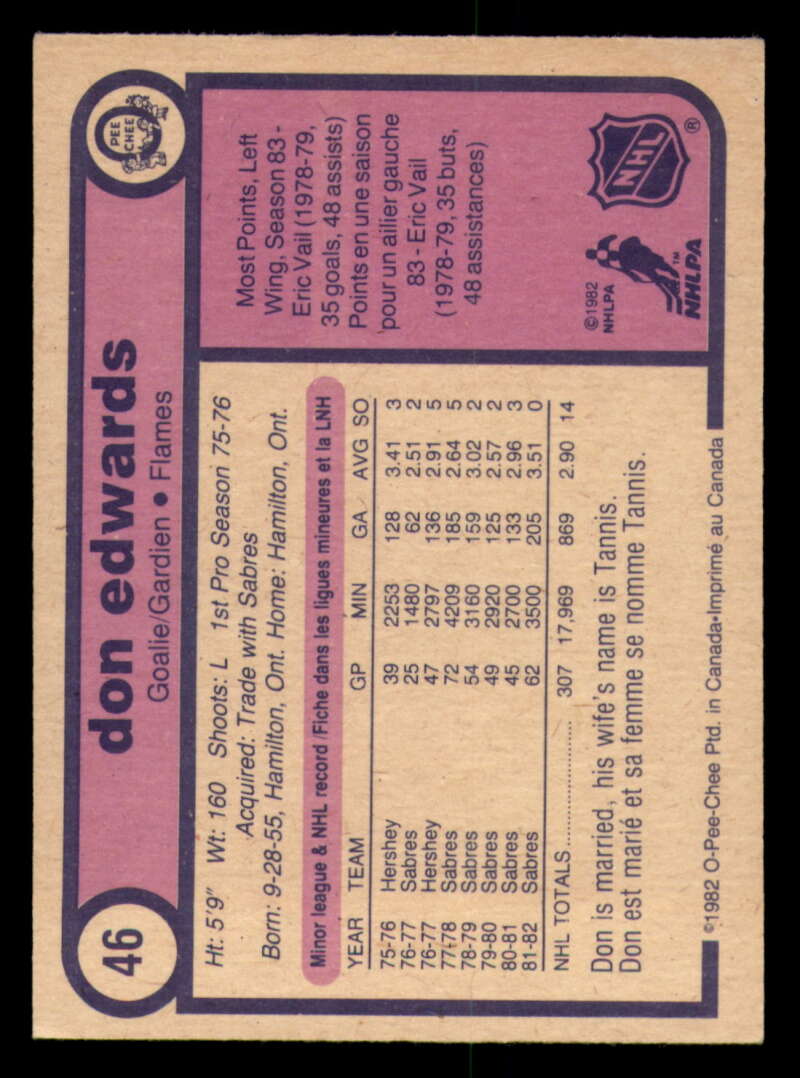 46
don edwards
Goalie/Gardien • Flames
O
PEE
CHEE
Ht: 5'9" Wt: 160 Shoots: L 1st Pro Season 75-76
Acquired: Trade with Sabres
Born: 9-28-55, Hamilton, Ont. Home: Hamilton, Ont.
Minor league & NHL record/Fiche dans les ligues mineures et la LNH
YEAR TEAM GP MIN GA AVG SO
75-76 Hershey 39 2253 128 3.41 3
76-77 Sabres 25 1480 62 2.51 2
76-77 Hershey 47 2797 136 2.91 5
77-78 Sabres 72 4209 185 2.64 5
78-79 Sabres 54 3160 159 3.02 2
79-80 Sabres 49 2920 125 2.57 2
80-81 Sabres 45 2700 133 2.96 3
81-82 Sabres 62 3500 205 3.51 0
NHL TOTALS .............. 307 17,969 869 2.90 14
Don is married, his wife's name is Tannis.
Don est marié et sa femme se nomme Tannis.
Most Points, Left
Wing, Season 83 -
Eric Vail (1978-79,
35 goals, 48 assists)
Points en une saison
pour un ailier gauche
83 - Eric Vail
(1978-79, 35 buts,
48 assistances)
©1982
NHLPA
NHLPA™
NHL
®
©1982 O-Pee-Chee Ptd. in Canada•Imprimé au Canada